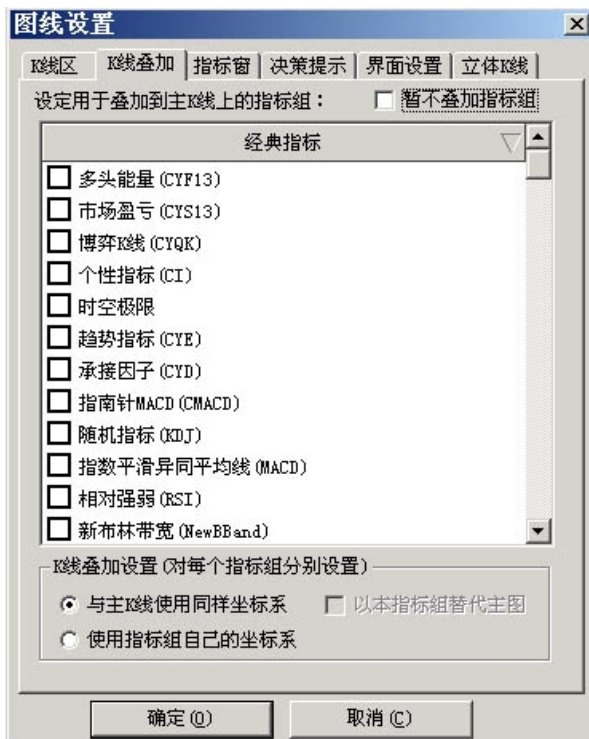 图线设置
K线区 K线叠加 指标窗 决策提示 界面设置 立体K线
设定用于叠加到主K线上的指标组： 暂不叠加指标组
经典指标
多头能量(CYF13)
市场盈亏(CYS13)
博弈K线(CYQK)
个性指标(CI)
时空极限
趋势指标(CYE)
承接因子(CYD)
指南针MACD(CMACD)
随机指标(KDJ)
指数平滑异同平均线(MACD)
相对强弱(RSI)
新布林带宽(NewBBand)
K线叠加设置(对每个指标组分别设置)
与主K线使用同样坐标系 以本指标组替代主图
使用指标组自己的坐标系
确定(O) 取消(C)